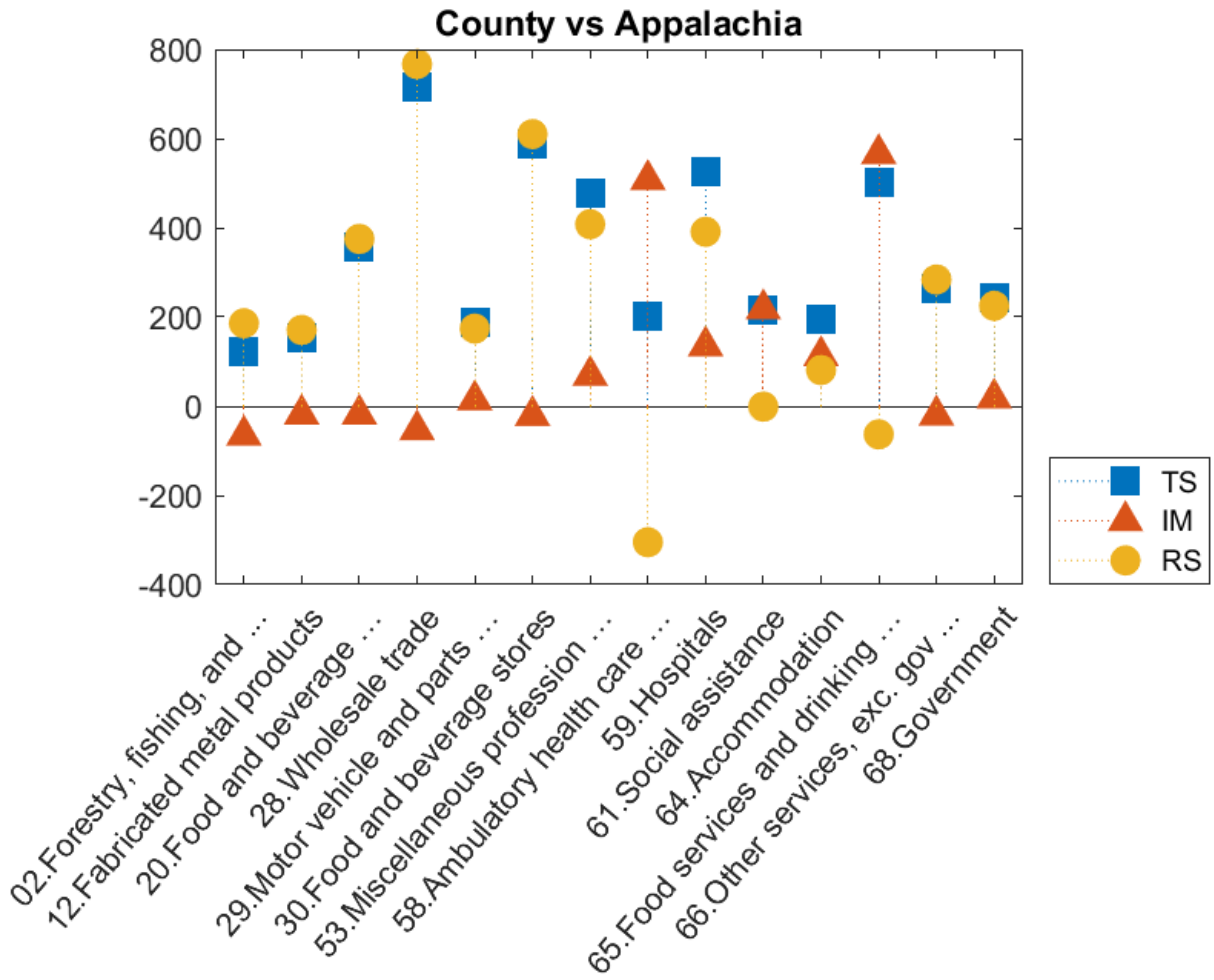 County vs Appalachia
800
600
400
200
0
-200
-400
02.Forestry, fishing, and ...
12.Fabricated metal products
20.Food and beverage ...
28. Wholesale trade
29.Motor vehicle and parts ...
30.Food and beverage stores
53.Miscellaneous profession ...
58.Ambulatory health care ...
59.Hospitals
61.Social assistance
64.Accommodation
65.Food services and drinking ...
66.Other services, exc. gov ...
68.Government
TS
IM
RS